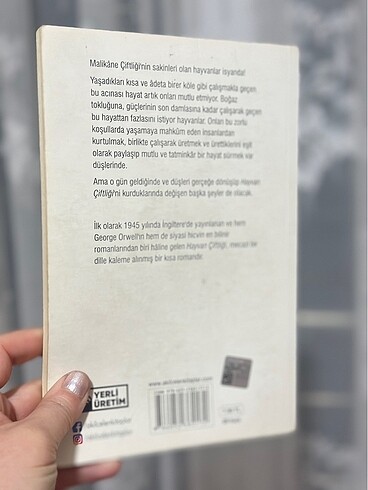 Malikâne Çiftliği'nin sakinleri olan hayvanlar isyanda!
Yaşadıkları kısa ve âdeta birer köle gibi çalışmakla geçen
bu acınası hayat artık onları mutlu etmiyor. Boğaz
tokluğuna, güçlerinin son damlasına kadar çalışarak geçen
bu hayattan fazlasını istiyor hayvanlar. Onları bu zorlu
koşullarda yaşamaya mahkûm eden insanlardan
kurtulmak, birlikte çalışarak üretmek ve ürettiklerini eşit
olarak paylaşıp mutlu ve tatminkâr bir hayat sürmek var
düşlerinde.
Ama o gün geldiğinde ve düşleri gerçeğe dönüşüp Hayvan
Çiftliği'ni kurduklarında değişen başka şeyler de olacak.
İlk olarak 1945 yılında İngiltere'de yayınlanan ve hem
George Orwell'ın hem de siyasi hicvin en bilinir
romanlarından biri hâline gelen Hayvan Çiftliği, mecazi bir
dille kaleme alınmış bir kısa romandır.
YERLİ
ÜRETİM